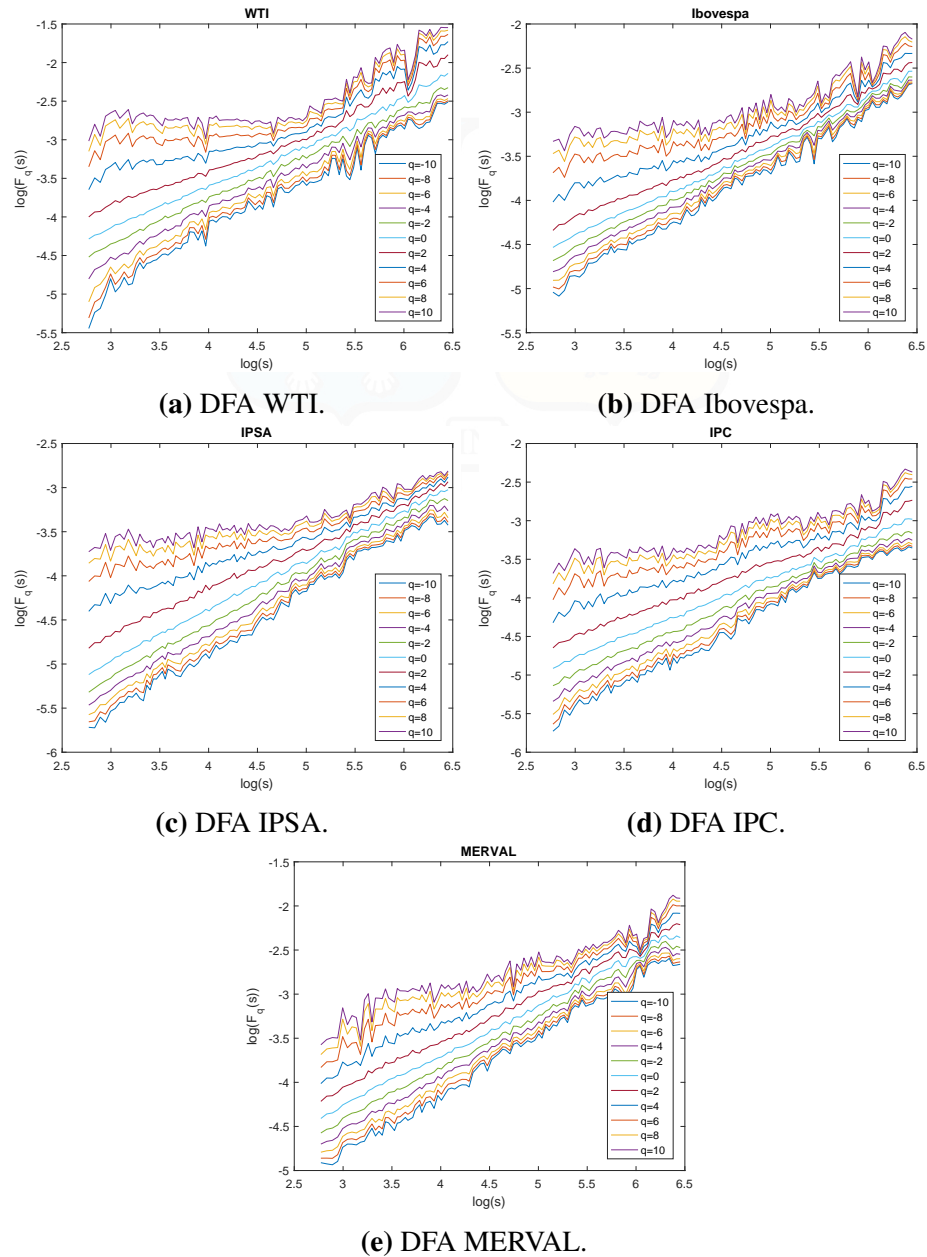 WTI
-1.5
-2
-2.5
-3
-3.5
-4
-4.5
-5
-5.5
log(F_q(s))
q=-10
q=-8
q=-6
q=-4
q=-2
q=0
q=2
q=4
q=6
q=8
q=10
2.5 3 3.5 4 4.5 5 5.5 6 6.5
log(s)
(a) DFA WTI.
Ibovespa
-2
-2.5
-3
-3.5
-4
-4.5
-5
-5.5
log(F_q(s))
q=-10
q=-8
q=-6
q=-4
q=-2
q=0
q=2
q=4
q=6
q=8
q=10
2.5 3 3.5 4 4.5 5 5.5 6 6.5
log(s)
(b) DFA Ibovespa.
IPSA
-2.5
-3
-3.5
-4
-4.5
-5
-5.5
-6
log(F_q(s))
q=-10
q=-8
q=-6
q=-4
q=-2
q=0
q=2
q=4
q=6
q=8
q=10
2.5 3 3.5 4 4.5 5 5.5 6 6.5
log(s)
(c) DFA IPSA.
IPC
-2
-2.5
-3
-3.5
-4
-4.5
-5
-5.5
-6
log(F_q(s))
q=-10
q=-8
q=-6
q=-4
q=-2
q=0
q=2
q=4
q=6
q=8
q=10
2.5 3 3.5 4 4.5 5 5.5 6 6.5
log(s)
(d) DFA IPC.
MERVAL
-1.5
-2
-2.5
-3
-3.5
-4
-4.5
-5
log(F_q(s))
q=-10
q=-8
q=-6
q=-4
q=-2
q=0
q=2
q=4
q=6
q=8
q=10
2.5 3 3.5 4 4.5 5 5.5 6 6.5
log(s)
(e) DFA MERVAL.